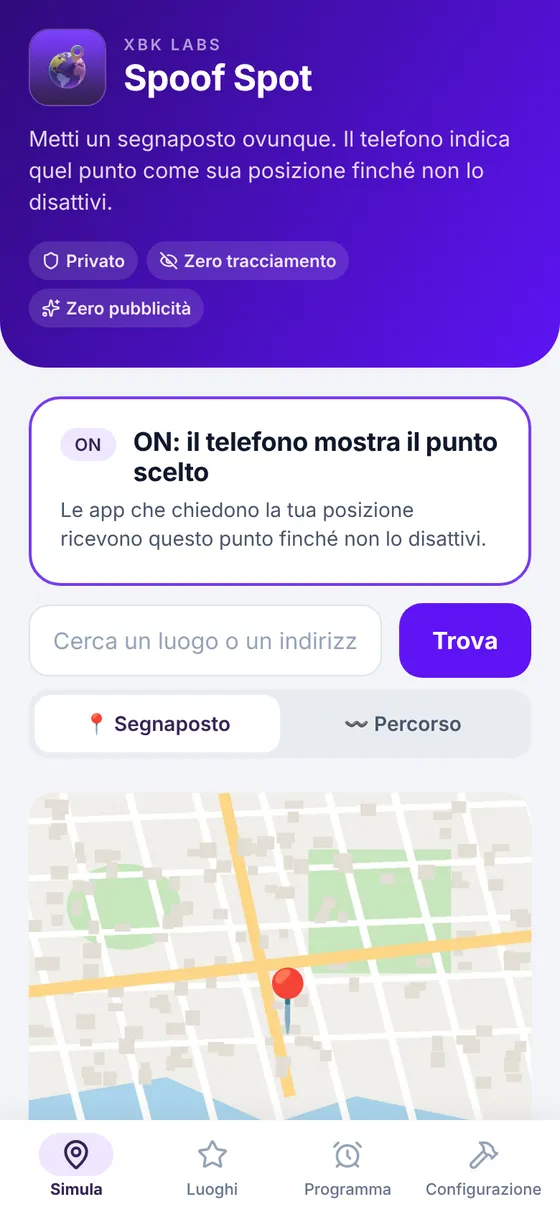 XBK LABS
Spoof Spot
Metti un segnaposto ovunque. Il telefono indica
quel punto come sua posizione finché non lo
disattivi.
Privato
Zero tracciamento
Zero pubblicità
ON
ON: il telefono mostra il punto
scelto
Le app che chiedono la tua posizione
ricevono questo punto finché non lo disattivi.
Cerca un luogo o un indirizz
Trova
Segnaposto
Percorso
Simula
Luoghi
Programma
Configurazione